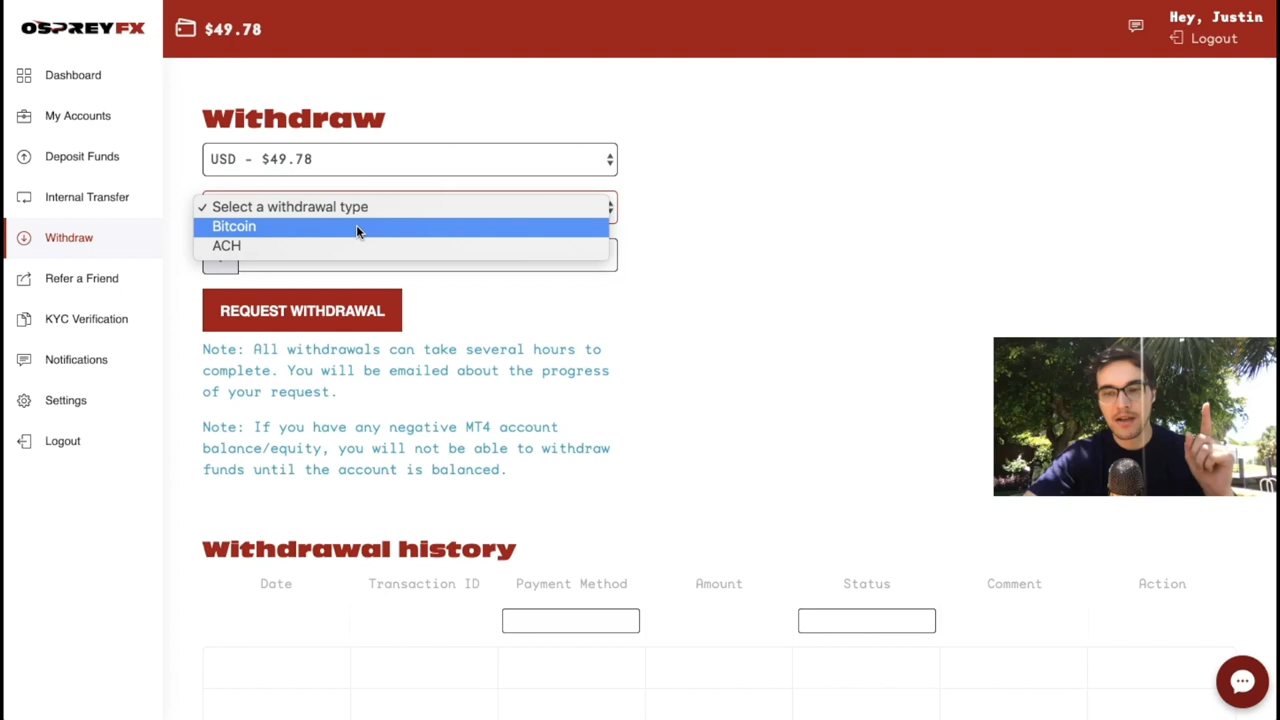 OSPREYFX
$49.78
Hey, Justin
Logout
Dashboard
My Accounts
Deposit Funds
Internal Transfer
Withdraw
Refer a Friend
KYC Verification
Notifications
Settings
Logout
Withdraw
USD - $49.78
✓ Select a withdrawal type
Bitcoin
ACH
REQUEST WITHDRAWAL
Note: All withdrawals can take several hours to
complete. You will be emailed about the progress
of your request.
Note: If you have any negative MT4 account
balance/equity, you will not be able to withdraw
funds until the account is balanced.
Withdrawal history
Date Transaction ID Payment Method Amount Status Comment Action